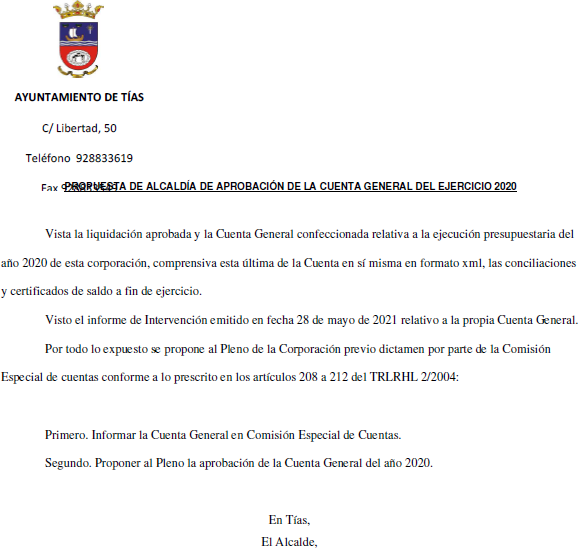 AYUNTAMIENTO DE TÍAS
C/ Libertad, 50
Teléfono 928833619
Fax
PROPUESTA DE ALCALDÍA DE APROBACIÓN DE LA CUENTA GENERAL DEL EJERCICIO 2020
Vista la liquidación aprobada y la Cuenta General confeccionada relativa a la ejecución presupuestaria del
año 2020 de esta corporación, comprensiva esta última de la Cuenta en sí misma en formato xml, las conciliaciones
y certificados de saldo a fin de ejercicio.
Visto el informe de Intervención emitido en fecha 28 de mayo de 2021 relativo a la propia Cuenta General.
Por todo lo expuesto se propone al Pleno de la Corporación previo dictamen por parte de la Comisión
Especial de cuentas conforme a lo prescrito en los artículos 208 a 212 del TRLRHL 2/2004:
Primero. Informar la Cuenta General en Comisión Especial de Cuentas.
Segundo. Proponer al Pleno la aprobación de la Cuenta General del año 2020.
En Tías,
El Alcalde,